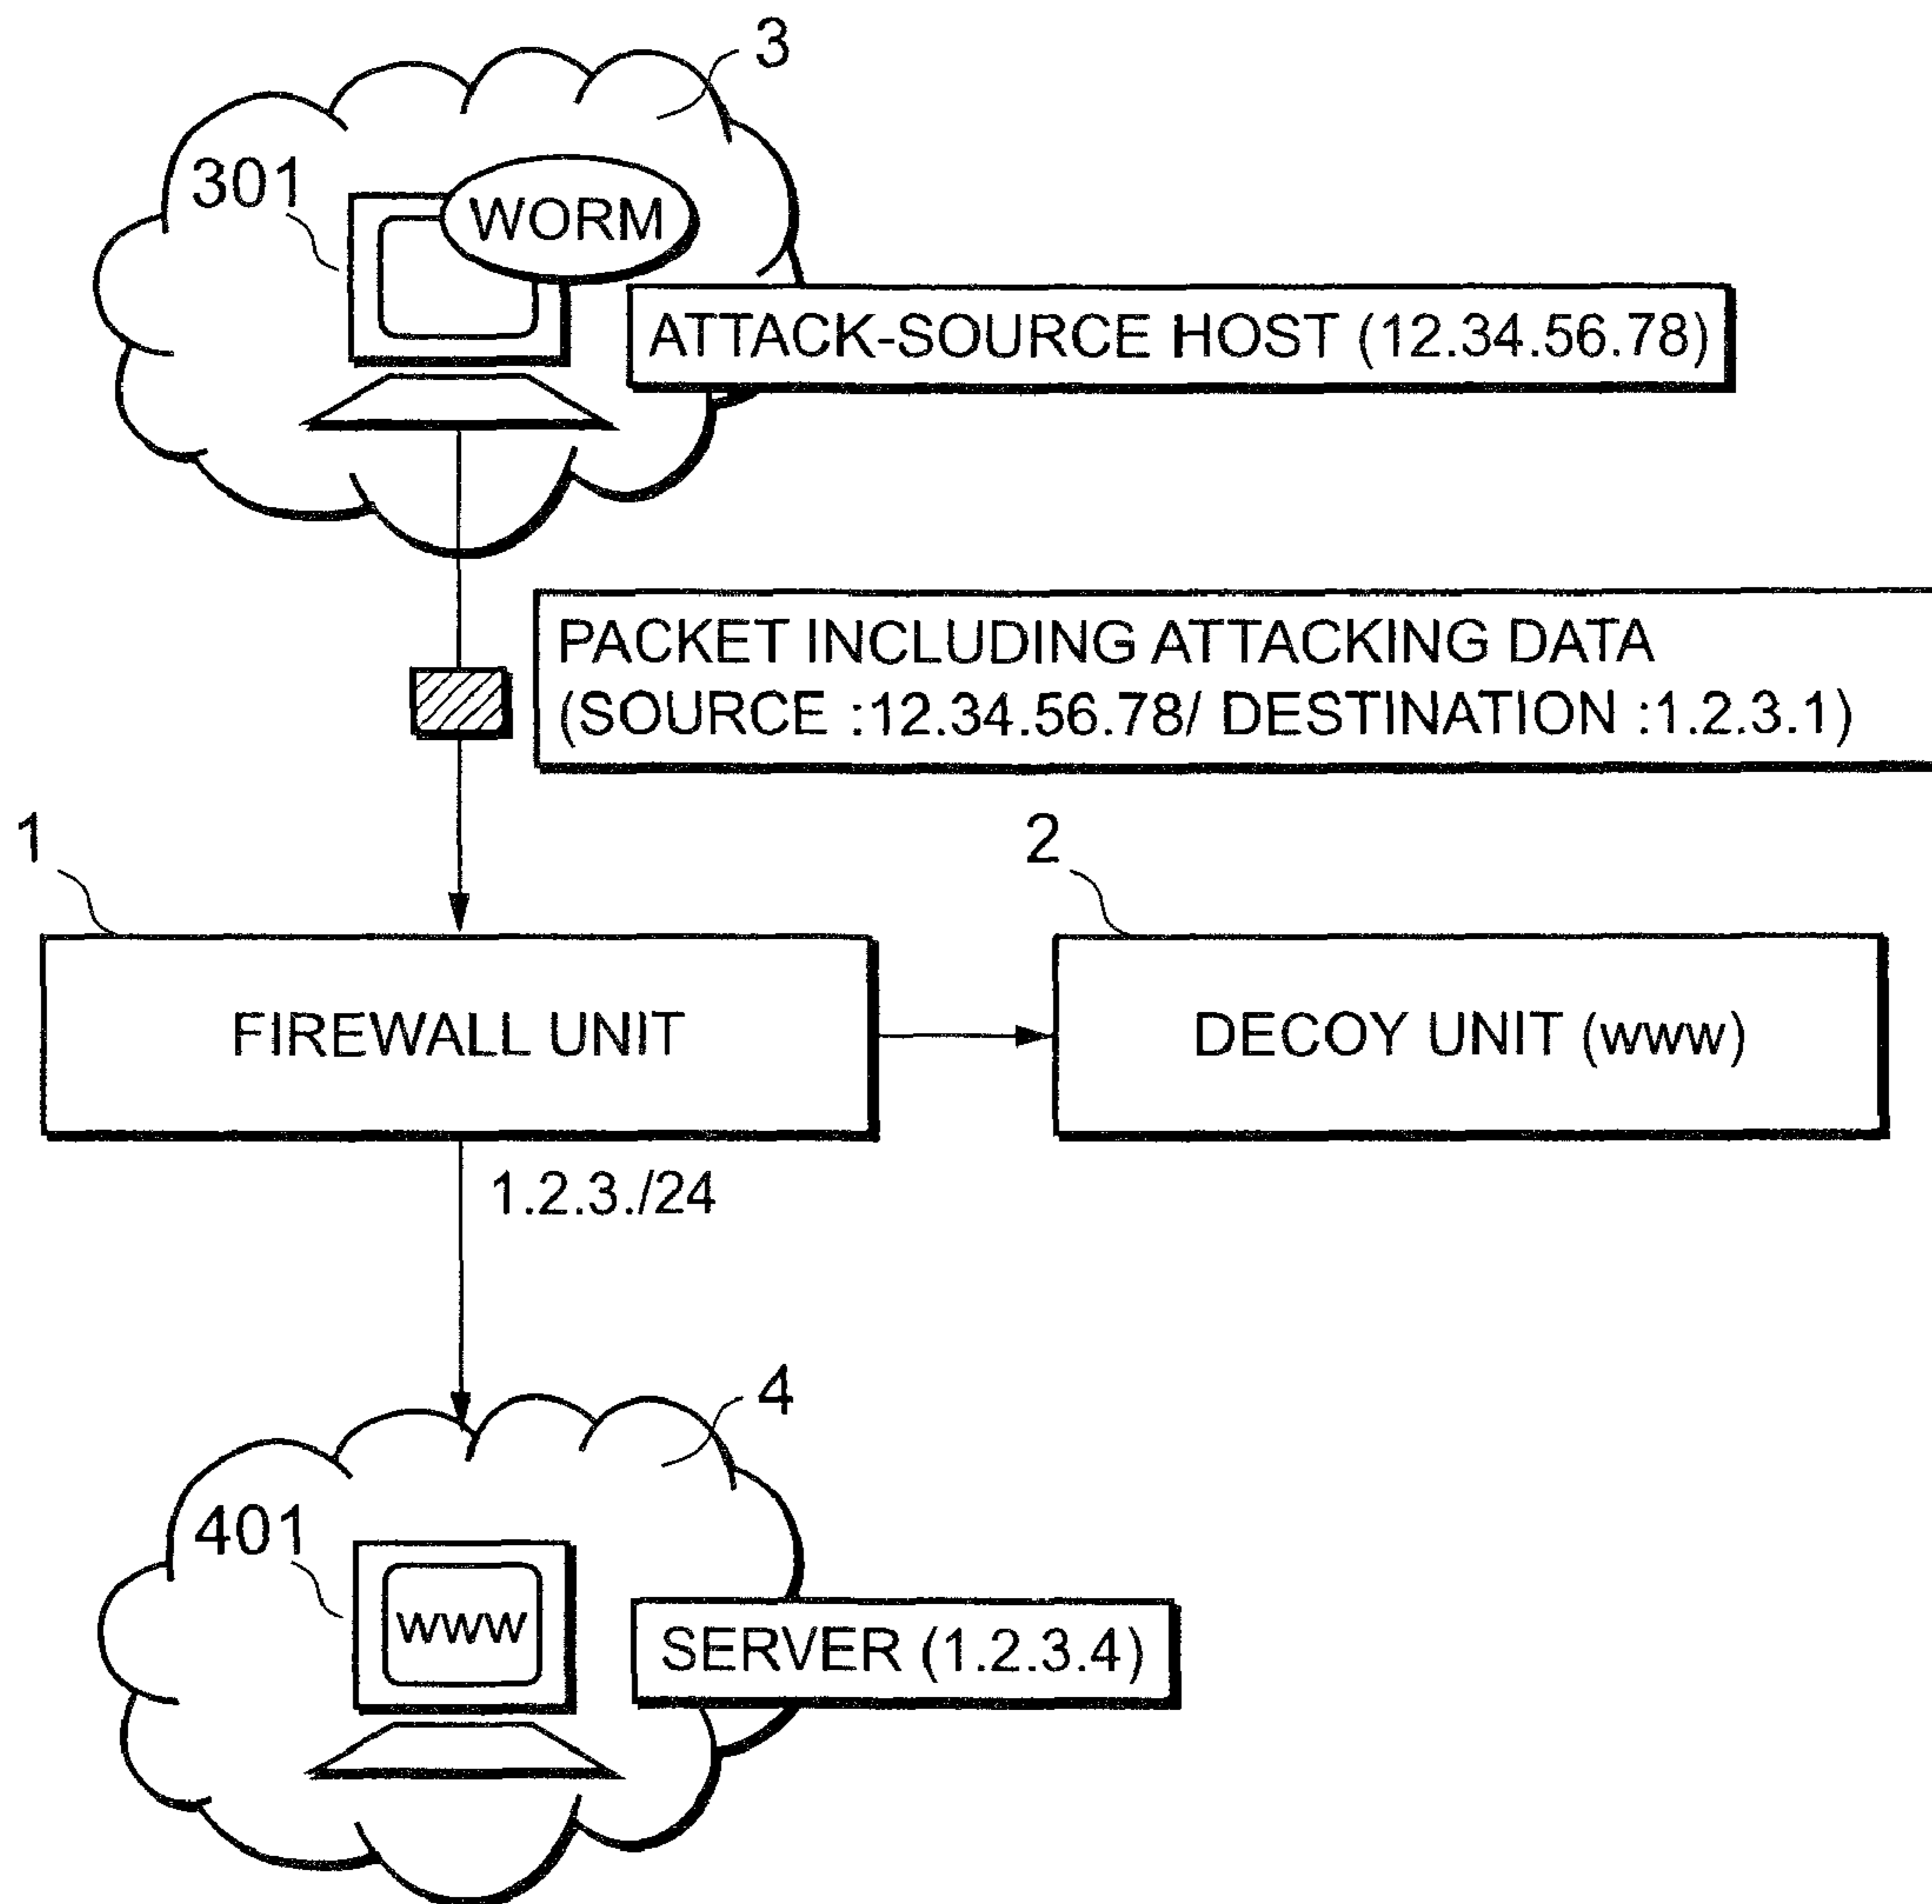 3
301
WORM
ATTACK-SOURCE HOST (12.34.56.78)
PACKET INCLUDING ATTACKING DATA
(SOURCE :12.34.56.78/ DESTINATION :1.2.3.1)
1
2
FIREWALL UNIT
DECOY UNIT (www)
1.2.3./24
4
401
www
SERVER (1.2.3.4)